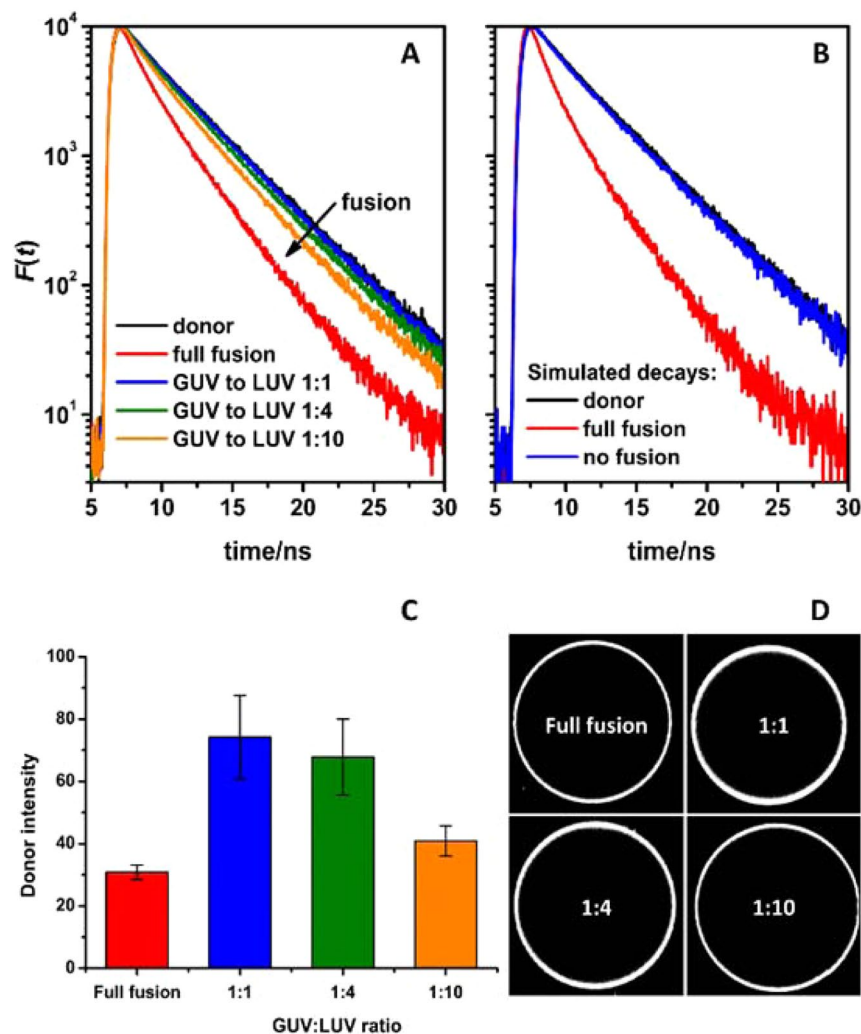 A
B
10⁴
10³
10²
10¹
F(t)
fusion
donor
full fusion
GUV to LUV 1:1
GUV to LUV 1:4
GUV to LUV 1:10
5 10 15 20 25 30
time/ns
Simulated decays:
donor
full fusion
no fusion
5 10 15 20 25 30
time/ns
C
D
100
80
60
40
20
0
Donor intensity
Full fusion 1:1 1:4 1:10
GUV:LUV ratio
Full fusion
1:1
1:4
1:10